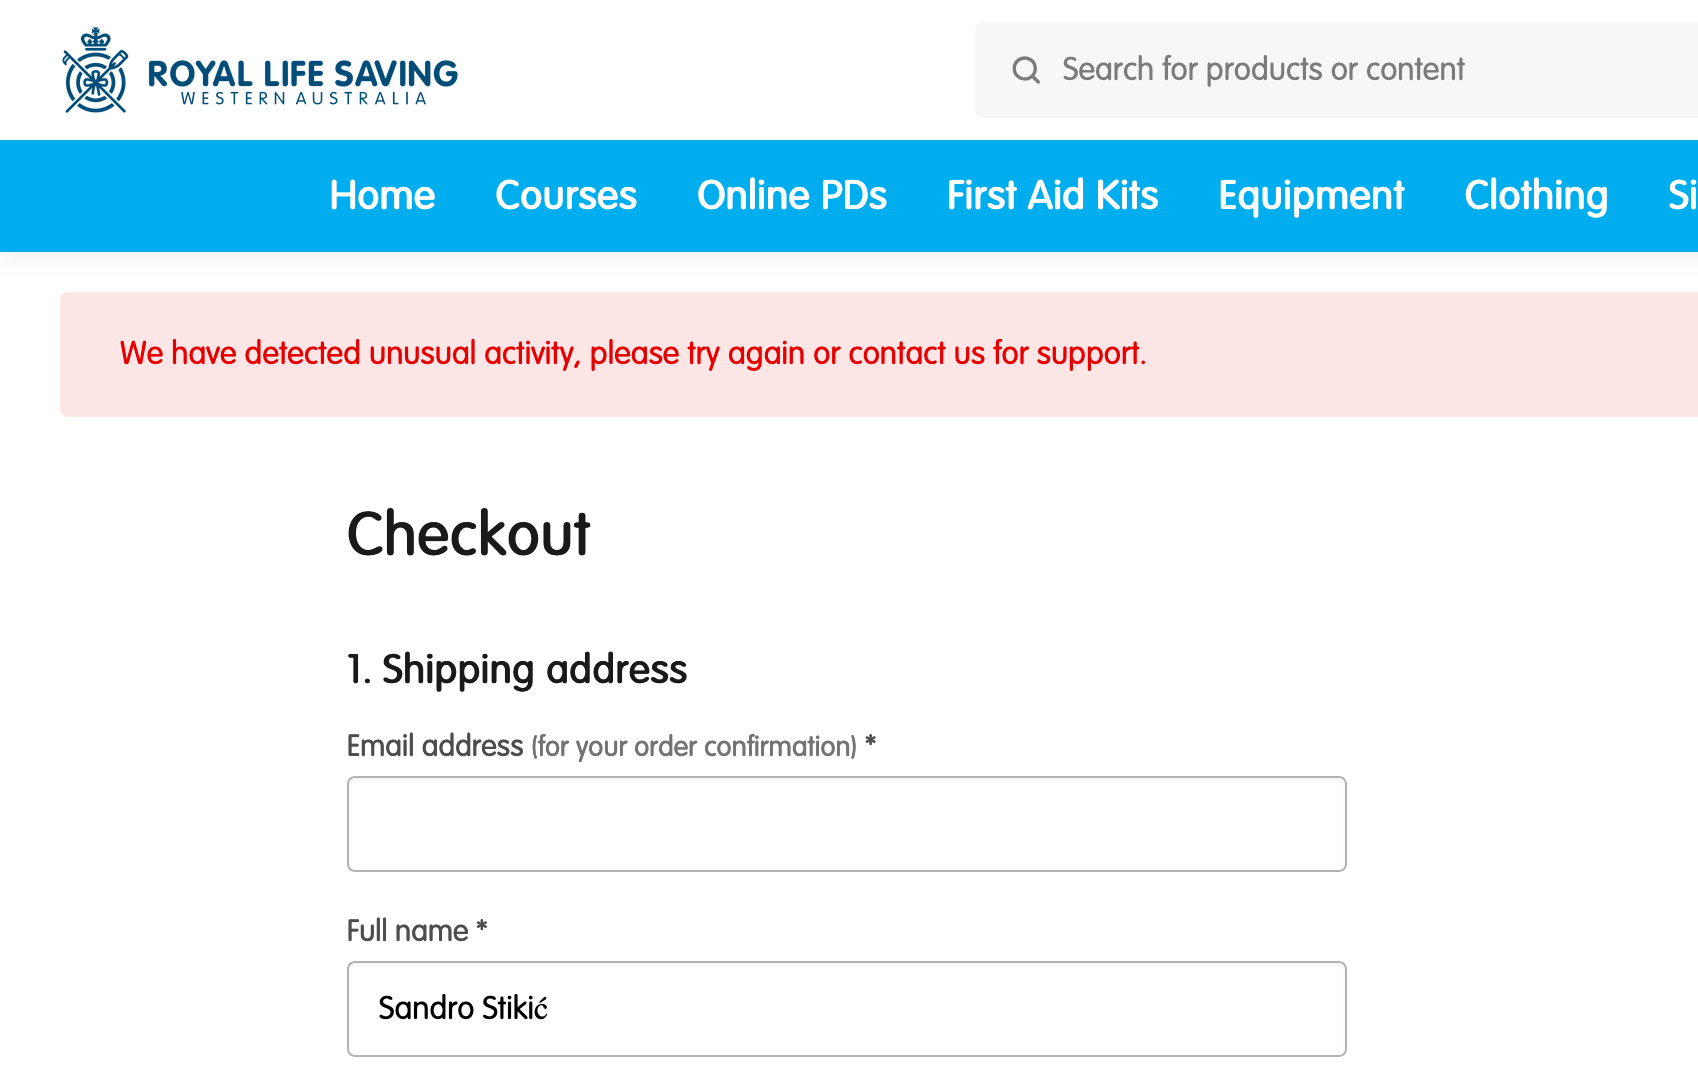 ROYAL LIFE SAVING
WESTERN AUSTRALIA
Search for products or content
Home Courses Online PDs First Aid Kits Equipment Clothing
We have detected unusual activity, please try again or contact us for support.
Checkout
1. Shipping address
Email address (for your order confirmation) *
Full name *
Sandro Stikić